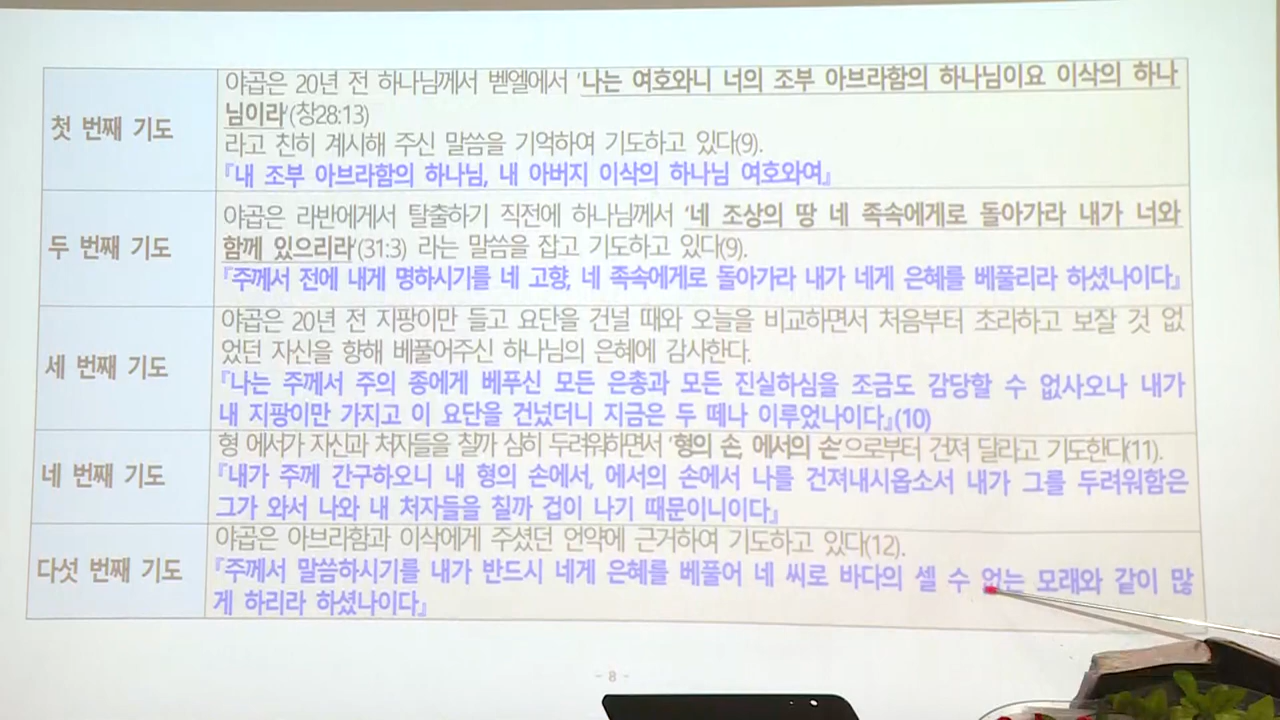 첫 번째 기도
야곱은 20년 전 하나님께서 벧엘에서 '나는 여호와니 너의 조부 아브라함의 하나님이요 이삭의 하나
님이라'(창28:13)
라고 친히 계시해 주신 말씀을 기억하여 기도하고 있다(9).
『내 조부 아브라함의 하나님, 내 아버지 이삭의 하나님 여호와여』
두 번째 기도
야곱은 라반에게서 탈출하기 직전에 하나님께서 '네 조상의 땅 네 족속에게로 돌아가라 내가 너와
함께 있으리라'(31:3) 라는 말씀을 잡고 기도하고 있다(9).
『주께서 전에 내게 명하시기를 네 고향, 네 족속에게로 돌아가라 내가 네게 은혜를 베풀리라 하셨나이다』
세 번째 기도
야곱은 20년 전 지팡이만 들고 요단을 건널 때와 오늘을 비교하면서 처음부터 초라하고 보잘 것 없
었던 자신을 향해 베풀어주신 하나님의 은혜에 감사한다.
『나는 주께서 주의 종에게 베푸신 모든 은총과 모든 진실하심을 조금도 감당할 수 없사오나 내가
내 지팡이만 가지고 이 요단을 건넜더니 지금은 두 떼나 이루었나이다』(10)
네 번째 기도
형 에서가 자신과 처자들을 칠까 심히 두려워하면서 '형의 손, 에서의 손'으로부터 건져 달라고 기도한다(11).
『내가 주께 간구하오니 내 형의 손에서, 에서의 손에서 나를 건져내시옵소서 내가 그를 두려워함은
그가 와서 나와 내 처자들을 칠까 겁이 나기 때문이니이다』
다섯 번째 기도
야곱은 아브라함과 이삭에게 주셨던 언약에 근거하여 기도하고 있다(12).
『주께서 말씀하시기를 내가 반드시 네게 은혜를 베풀어 네 씨로 바다의 셀 수 없는 모래와 같이 많
게 하리라 하셨나이다』
- 8 -